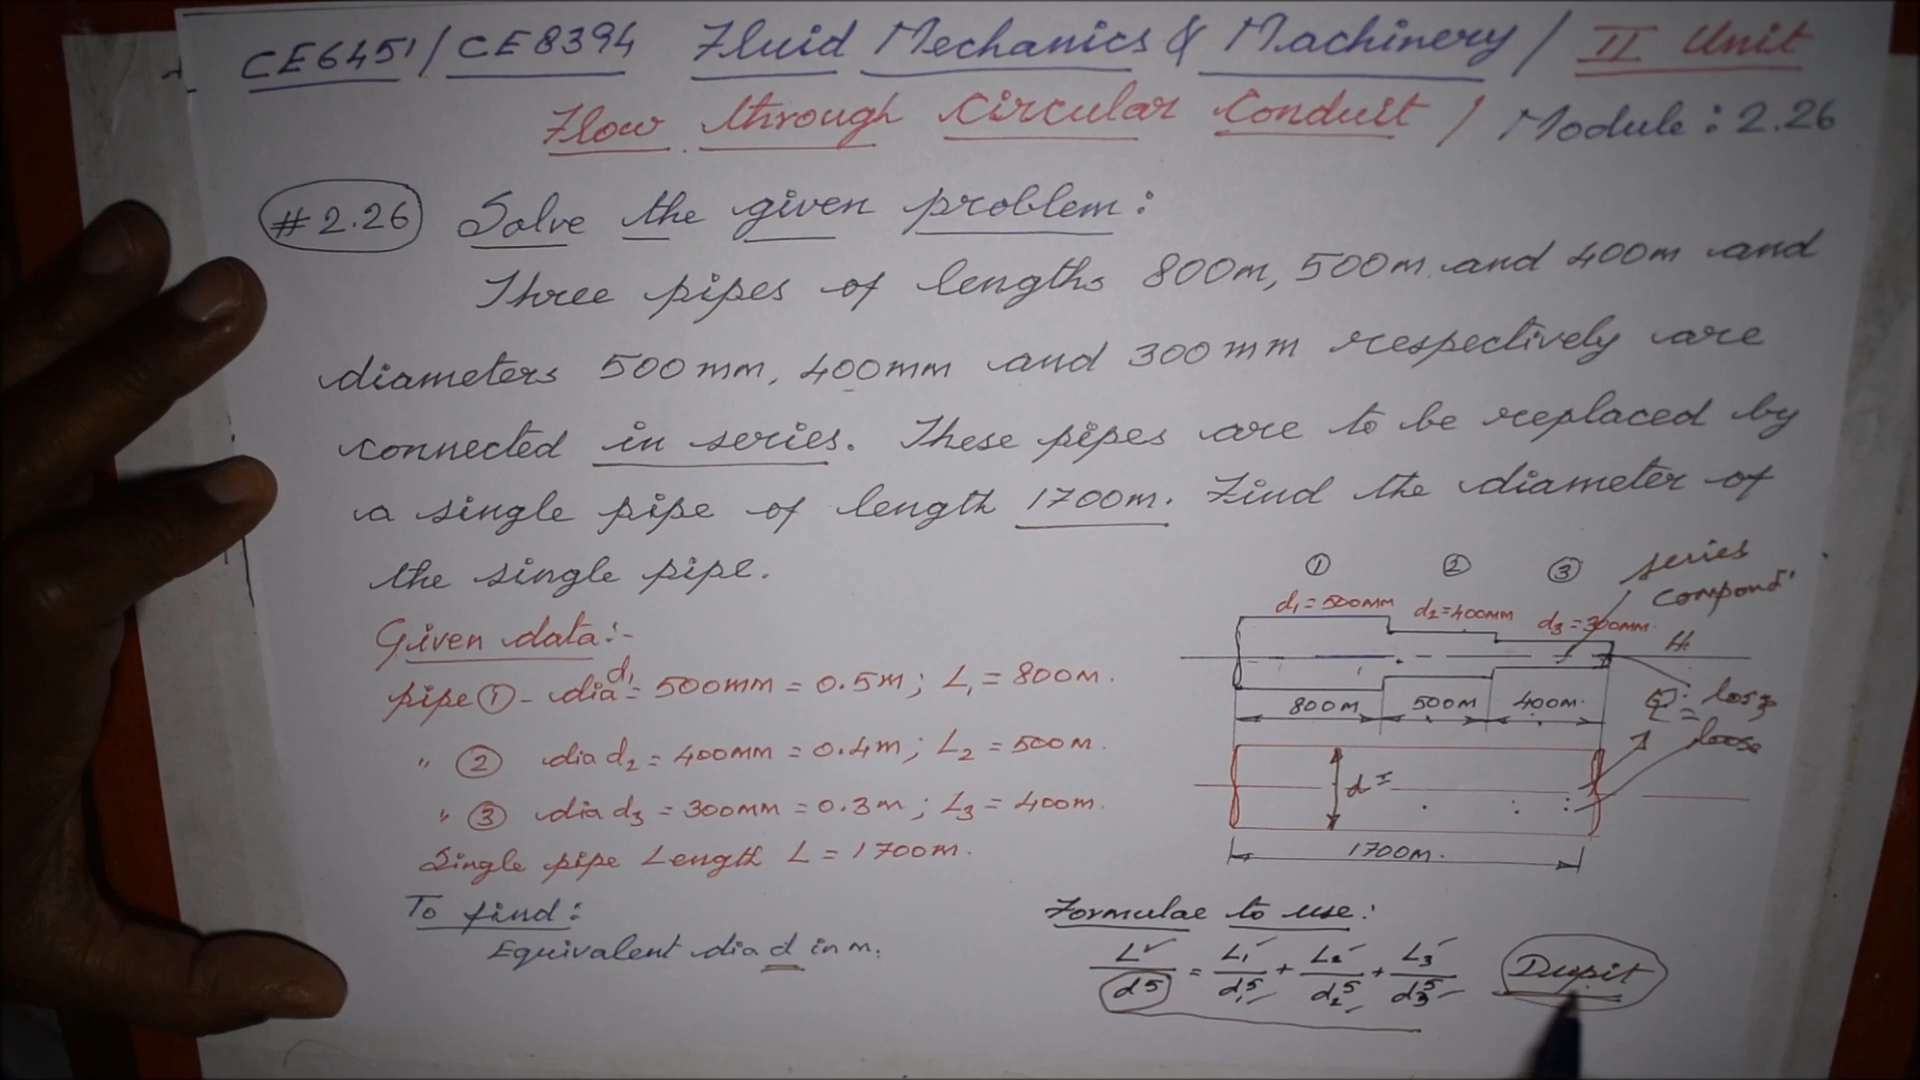 CE6451/CE8394 Fluid Mechanics & Machinery / II Unit
Flow through Circular Conduit / Module: 2.26
#2.26 Solve the given problem:
Three pipes of lengths 800m, 500m and 400m and
diameters 500mm, 400mm and 300mm respectively are
connected in series. These pipes are to be replaced by
a single pipe of length 1700m. Find the diameter of
the single pipe.
① ② ③ series
compond
d₁=500mm d₂=400mm d₃=300mm
H
800m 500m 400m
d=
1700m.
Given data:-
pipe ① - dia d₁ = 500mm = 0.5m; L₁ = 800m.
" ② dia d₂ = 400mm = 0.4m; L₂ = 500m.
" ③ dia d₃ = 300mm = 0.3m; L₃ = 400m.
Single pipe Length L = 1700m.
To find:
Equivalent dia d in m.
Formulae to use:
L/d5 = L₁/d₁⁵ + L₂/d₂⁵ + L₃/d₃⁵ Dupit